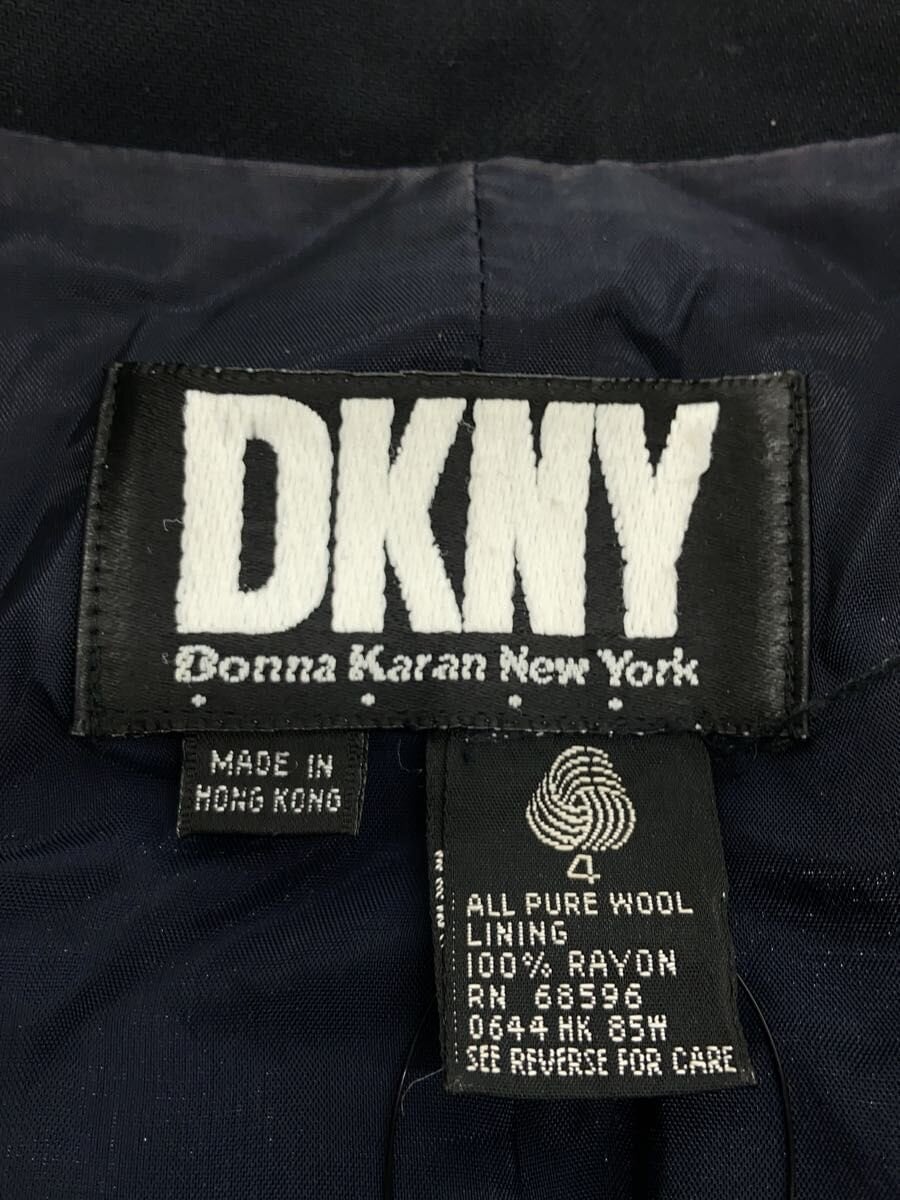 DKNY
Donna Karan New York
MADE IN
HONG KONG
4
ALL PURE WOOL
LINING
100% RAYON
RN 68596
0644 HK 85W
SEE REVERSE FOR CARE